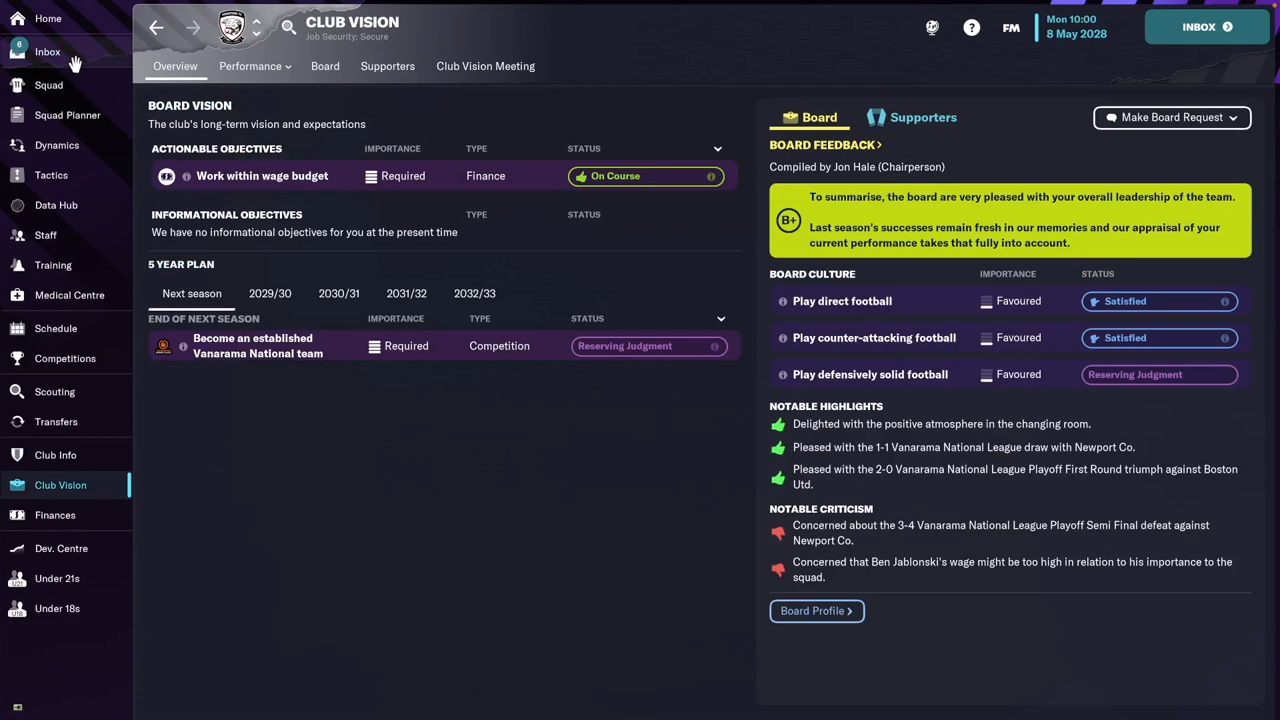 Home
6
Inbox
Squad
Squad Planner
Dynamics
Tactics
Data Hub
Staff
Training
Medical Centre
Schedule
Competitions
Scouting
Transfers
Club Info
Club Vision
Finances
Dev. Centre
U21
Under 21s
U18
Under 18s
CLUB VISION
Job Security: Secure
? FM
Mon 10:00
8 May 2028
INBOX
Overview Performance Board Supporters Club Vision Meeting
BOARD VISION
The club's long-term vision and expectations
ACTIONABLE OBJECTIVES IMPORTANCE TYPE STATUS
Work within wage budget Required Finance On Course
INFORMATIONAL OBJECTIVES TYPE STATUS
We have no informational objectives for you at the present time
5 YEAR PLAN
Next season 2029/30 2030/31 2031/32 2032/33
END OF NEXT SEASON IMPORTANCE TYPE STATUS
Become an established
Vanarama National team Required Competition Reserving Judgment
Board Supporters Make Board Request
BOARD FEEDBACK>
Compiled by Jon Hale (Chairperson)
B+
To summarise, the board are very pleased with your overall leadership of the team.
Last season's successes remain fresh in our memories and our appraisal of your
current performance takes that fully into account.
BOARD CULTURE IMPORTANCE STATUS
Play direct football Favoured Satisfied
Play counter-attacking football Favoured Satisfied
Play defensively solid football Favoured Reserving Judgment
NOTABLE HIGHLIGHTS
Delighted with the positive atmosphere in the changing room.
Pleased with the 1-1 Vanarama National League draw with Newport Co.
Pleased with the 2-0 Vanarama National League Playoff First Round triumph against Boston
Utd.
NOTABLE CRITICISM
Concerned about the 3-4 Vanarama National League Playoff Semi Final defeat against
Newport Co.
Concerned that Ben Jablonski's wage might be too high in relation to his importance to the
squad.
Board Profile >